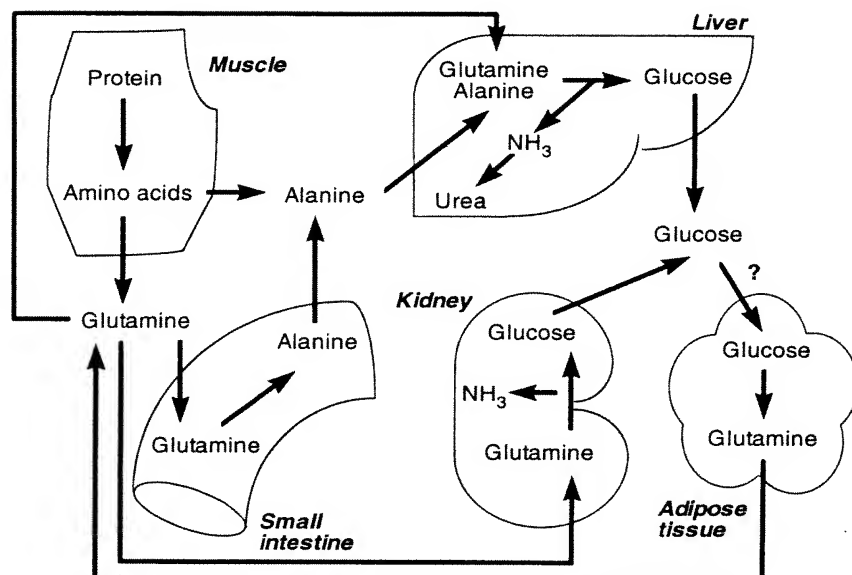 Liver
Muscle
Protein
Glutamine
Alanine
Glucose
NH3
Amino acids
Alanine
Urea
Glucose
?
Kidney
Glutamine
Alanine
Glucose
Glucose
NH3
Glutamine
Glutamine
Glutamine
Small
intestine
Adipose
tissue